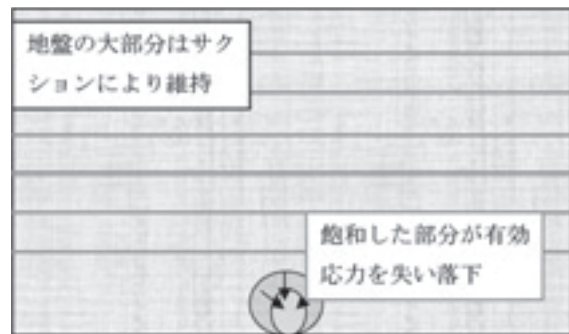 地盤の大部分はサク
ションにより維持
飽和した部分が有効
応力を失い落下